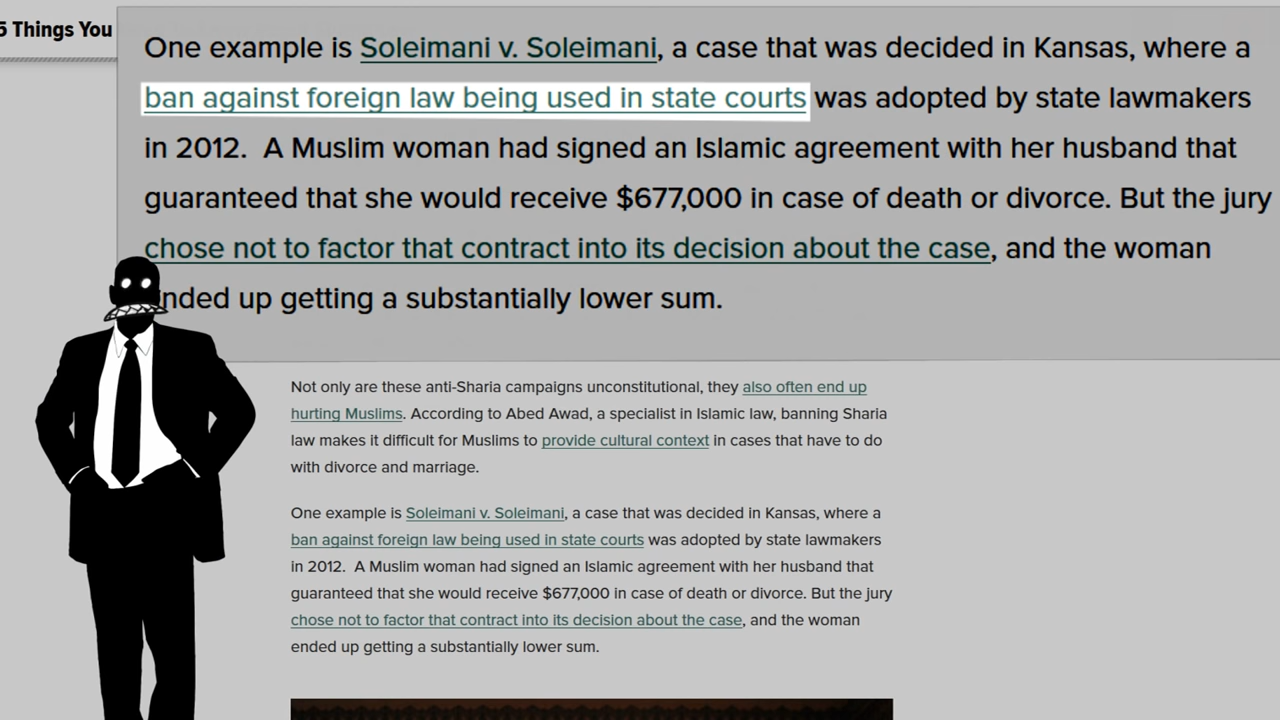 5 Things You
One example is Soleimani v. Soleimani, a case that was decided in Kansas, where a
ban against foreign law being used in state courts was adopted by state lawmakers
in 2012.  A Muslim woman had signed an Islamic agreement with her husband that
guaranteed that she would receive $677,000 in case of death or divorce. But the jury
chose not to factor that contract into its decision about the case, and the woman
ended up getting a substantially lower sum.
Not only are these anti-Sharia campaigns unconstitutional, they also often end up
hurting Muslims. According to Abed Awad, a specialist in Islamic law, banning Sharia
law makes it difficult for Muslims to provide cultural context in cases that have to do
with divorce and marriage.
One example is Soleimani v. Soleimani, a case that was decided in Kansas, where a
ban against foreign law being used in state courts was adopted by state lawmakers
in 2012.  A Muslim woman had signed an Islamic agreement with her husband that
guaranteed that she would receive $677,000 in case of death or divorce. But the jury
chose not to factor that contract into its decision about the case, and the woman
ended up getting a substantially lower sum.